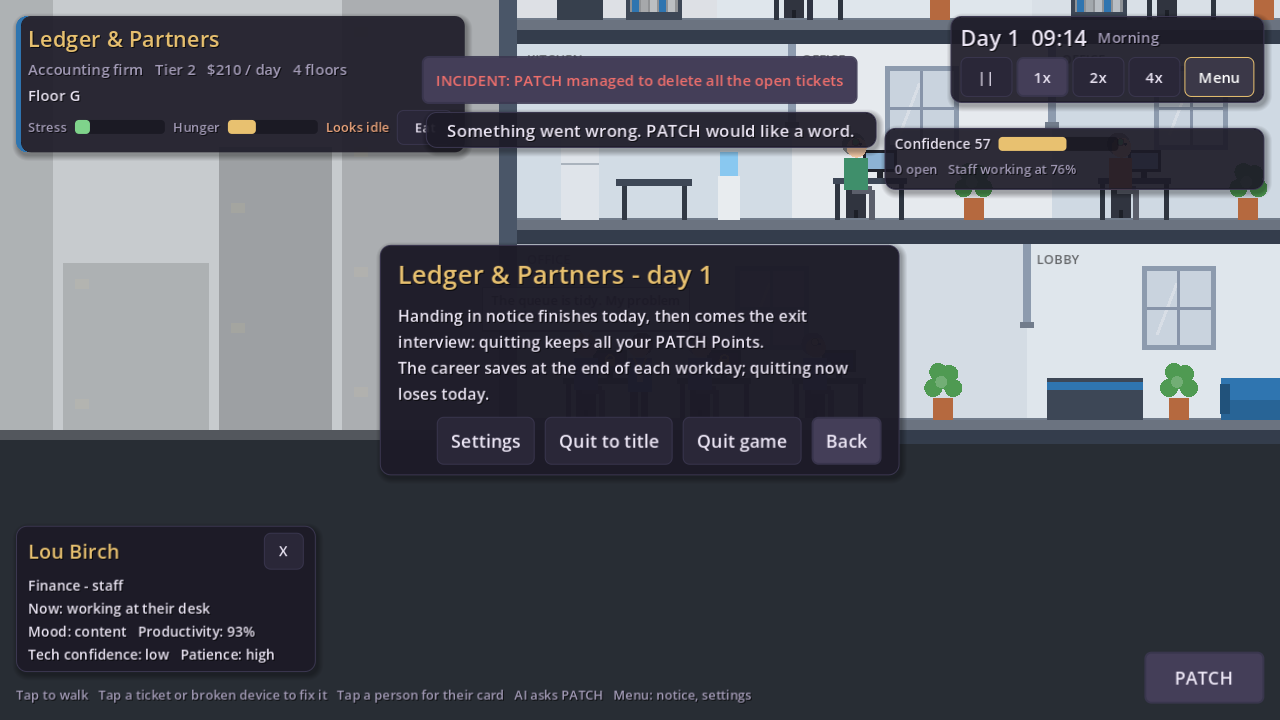 Ledger & Partners
Accounting firm Tier 2 $210 / day 4 floors
Floor G
Stress Hunger Looks idle
INCIDENT: PATCH managed to delete all the open tickets
Something went wrong. PATCH would like a word.
Day 1 09:14 Morning
|| 1x 2x 4x Menu
Confidence 57
0 open Staff working at 76%
LOBBY
Ledger & Partners - day 1
Handing in notice finishes today, then comes the exit
interview: quitting keeps all your PATCH Points.
The career saves at the end of each workday; quitting now
loses today.
Settings Quit to title Quit game Back
Lou Birch X
Finance - staff
Now: working at their desk
Mood: content Productivity: 93%
Tech confidence: low Patience: high
PATCH
Tap to walk Tap a ticket or broken device to fix it Tap a person for their card AI asks PATCH Menu: notice, settings